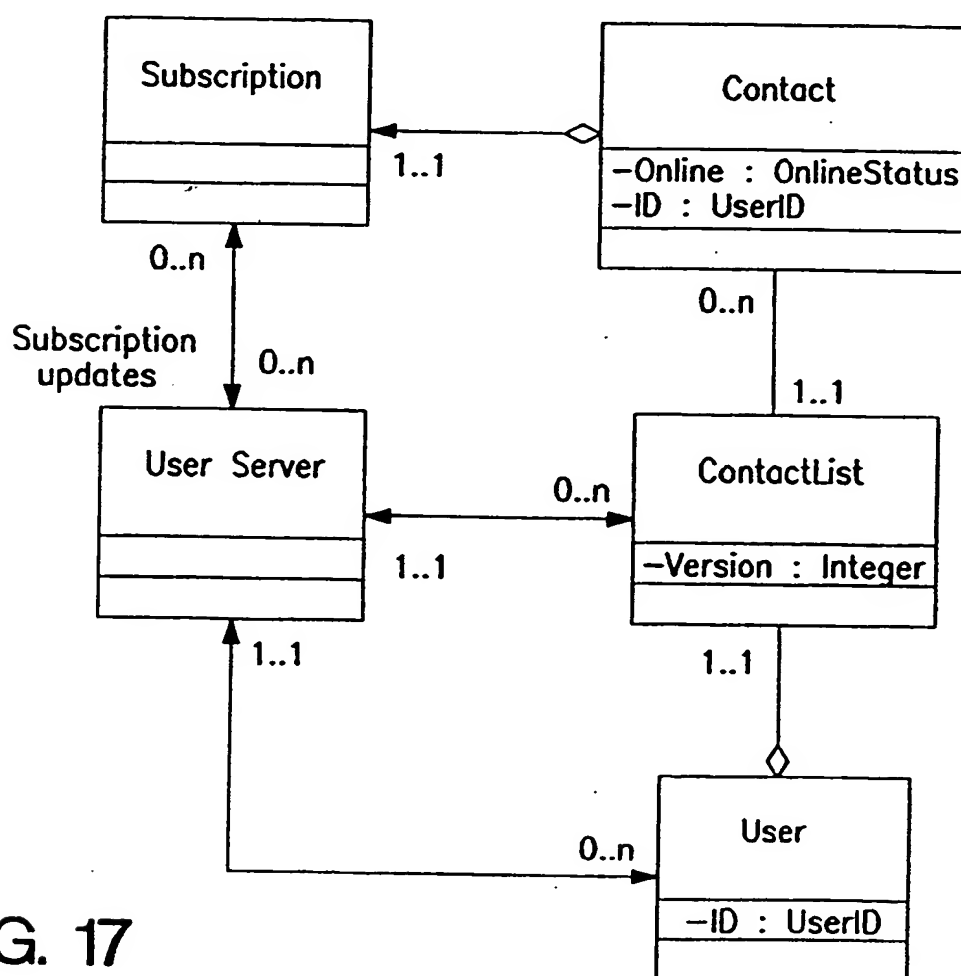 Subscription
Contact
1..1
–Online : OnlineStatus
–ID : UserID
0..n
0..n
Subscription
updates
0..n
1..1
User Server
ContactList
0..n
1..1
–Version : Integer
1..1
1..1
User
0..n
–ID : UserID
G. 17